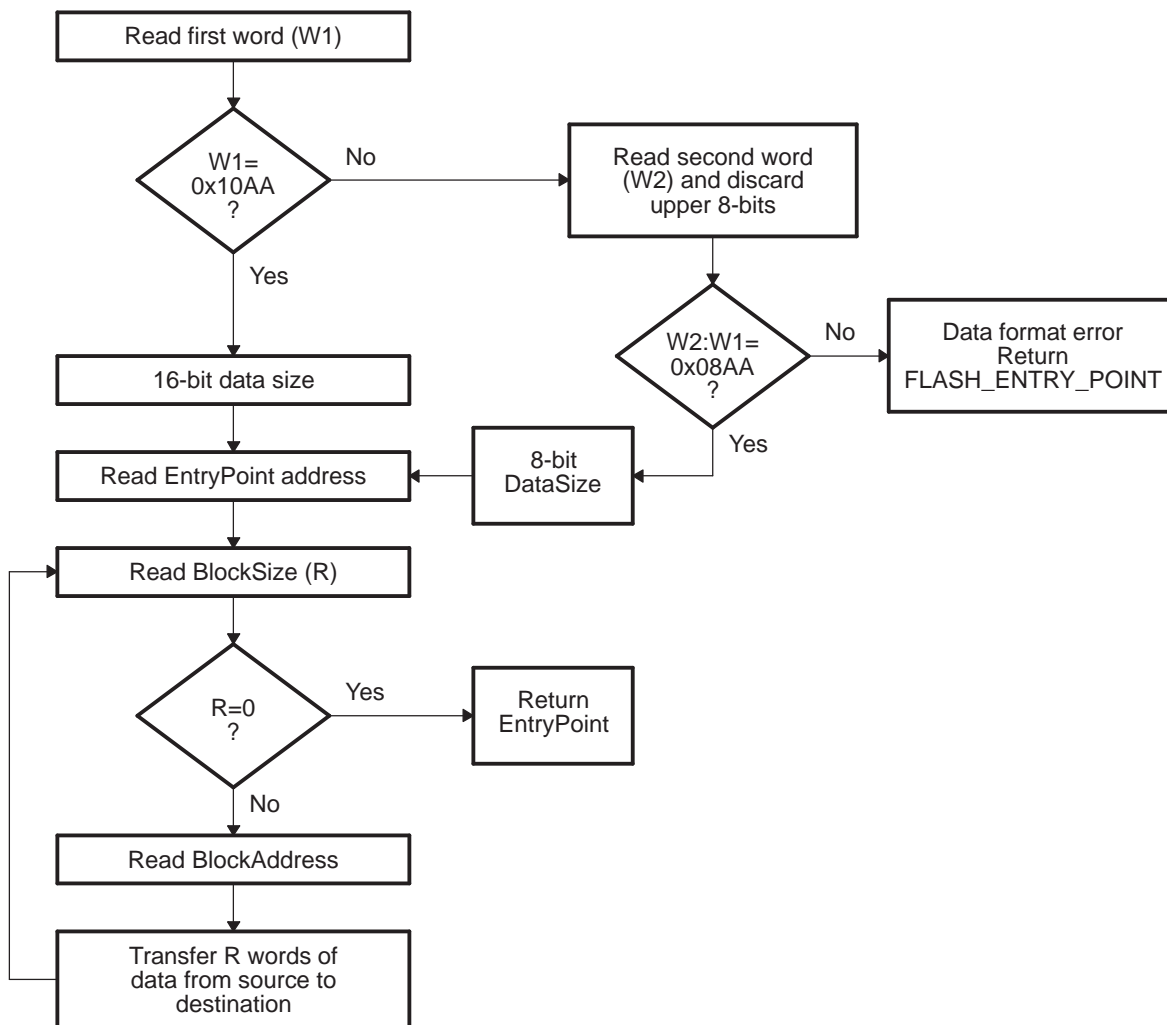 Read first word (W1)
W1=
0x10AA
?
No
Read second word
(W2) and discard
upper 8-bits
Yes
W2:W1=
0x08AA
?
No
Data format error
Return
FLASH_ENTRY_POINT
Yes
16-bit data size
8-bit
DataSize
Read EntryPoint address
Read BlockSize (R)
R=0
?
Yes
Return
EntryPoint
No
Read BlockAddress
Transfer R words of
data from source to
destination